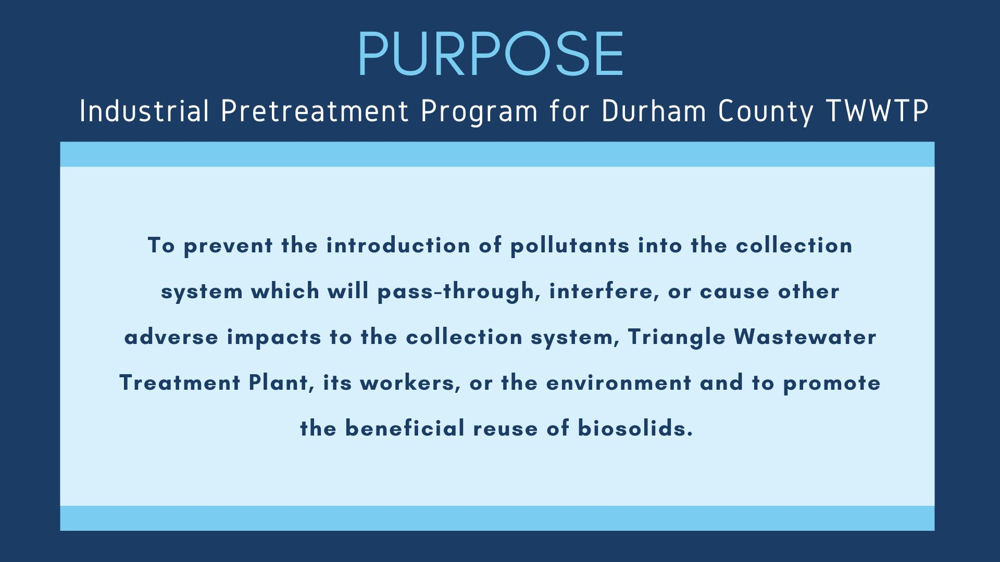 PURPOSE
Industrial Pretreatment Program for Durham County TWWTP
To prevent the introduction of pollutants into the collection
system which will pass-through, interfere, or cause other
adverse impacts to the collection system, Triangle Wastewater
Treatment Plant, its workers, or the environment and to promote
the beneficial reuse of biosolids.